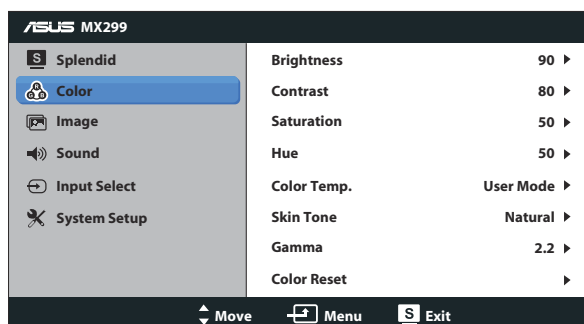 ASUS MX299
S Splendid
Color
Image
Sound
Input Select
System Setup
Brightness 90
Contrast 80
Saturation 50
Hue 50
Color Temp. User Mode
Skin Tone Natural
Gamma 2.2
Color Reset
Move Menu S Exit